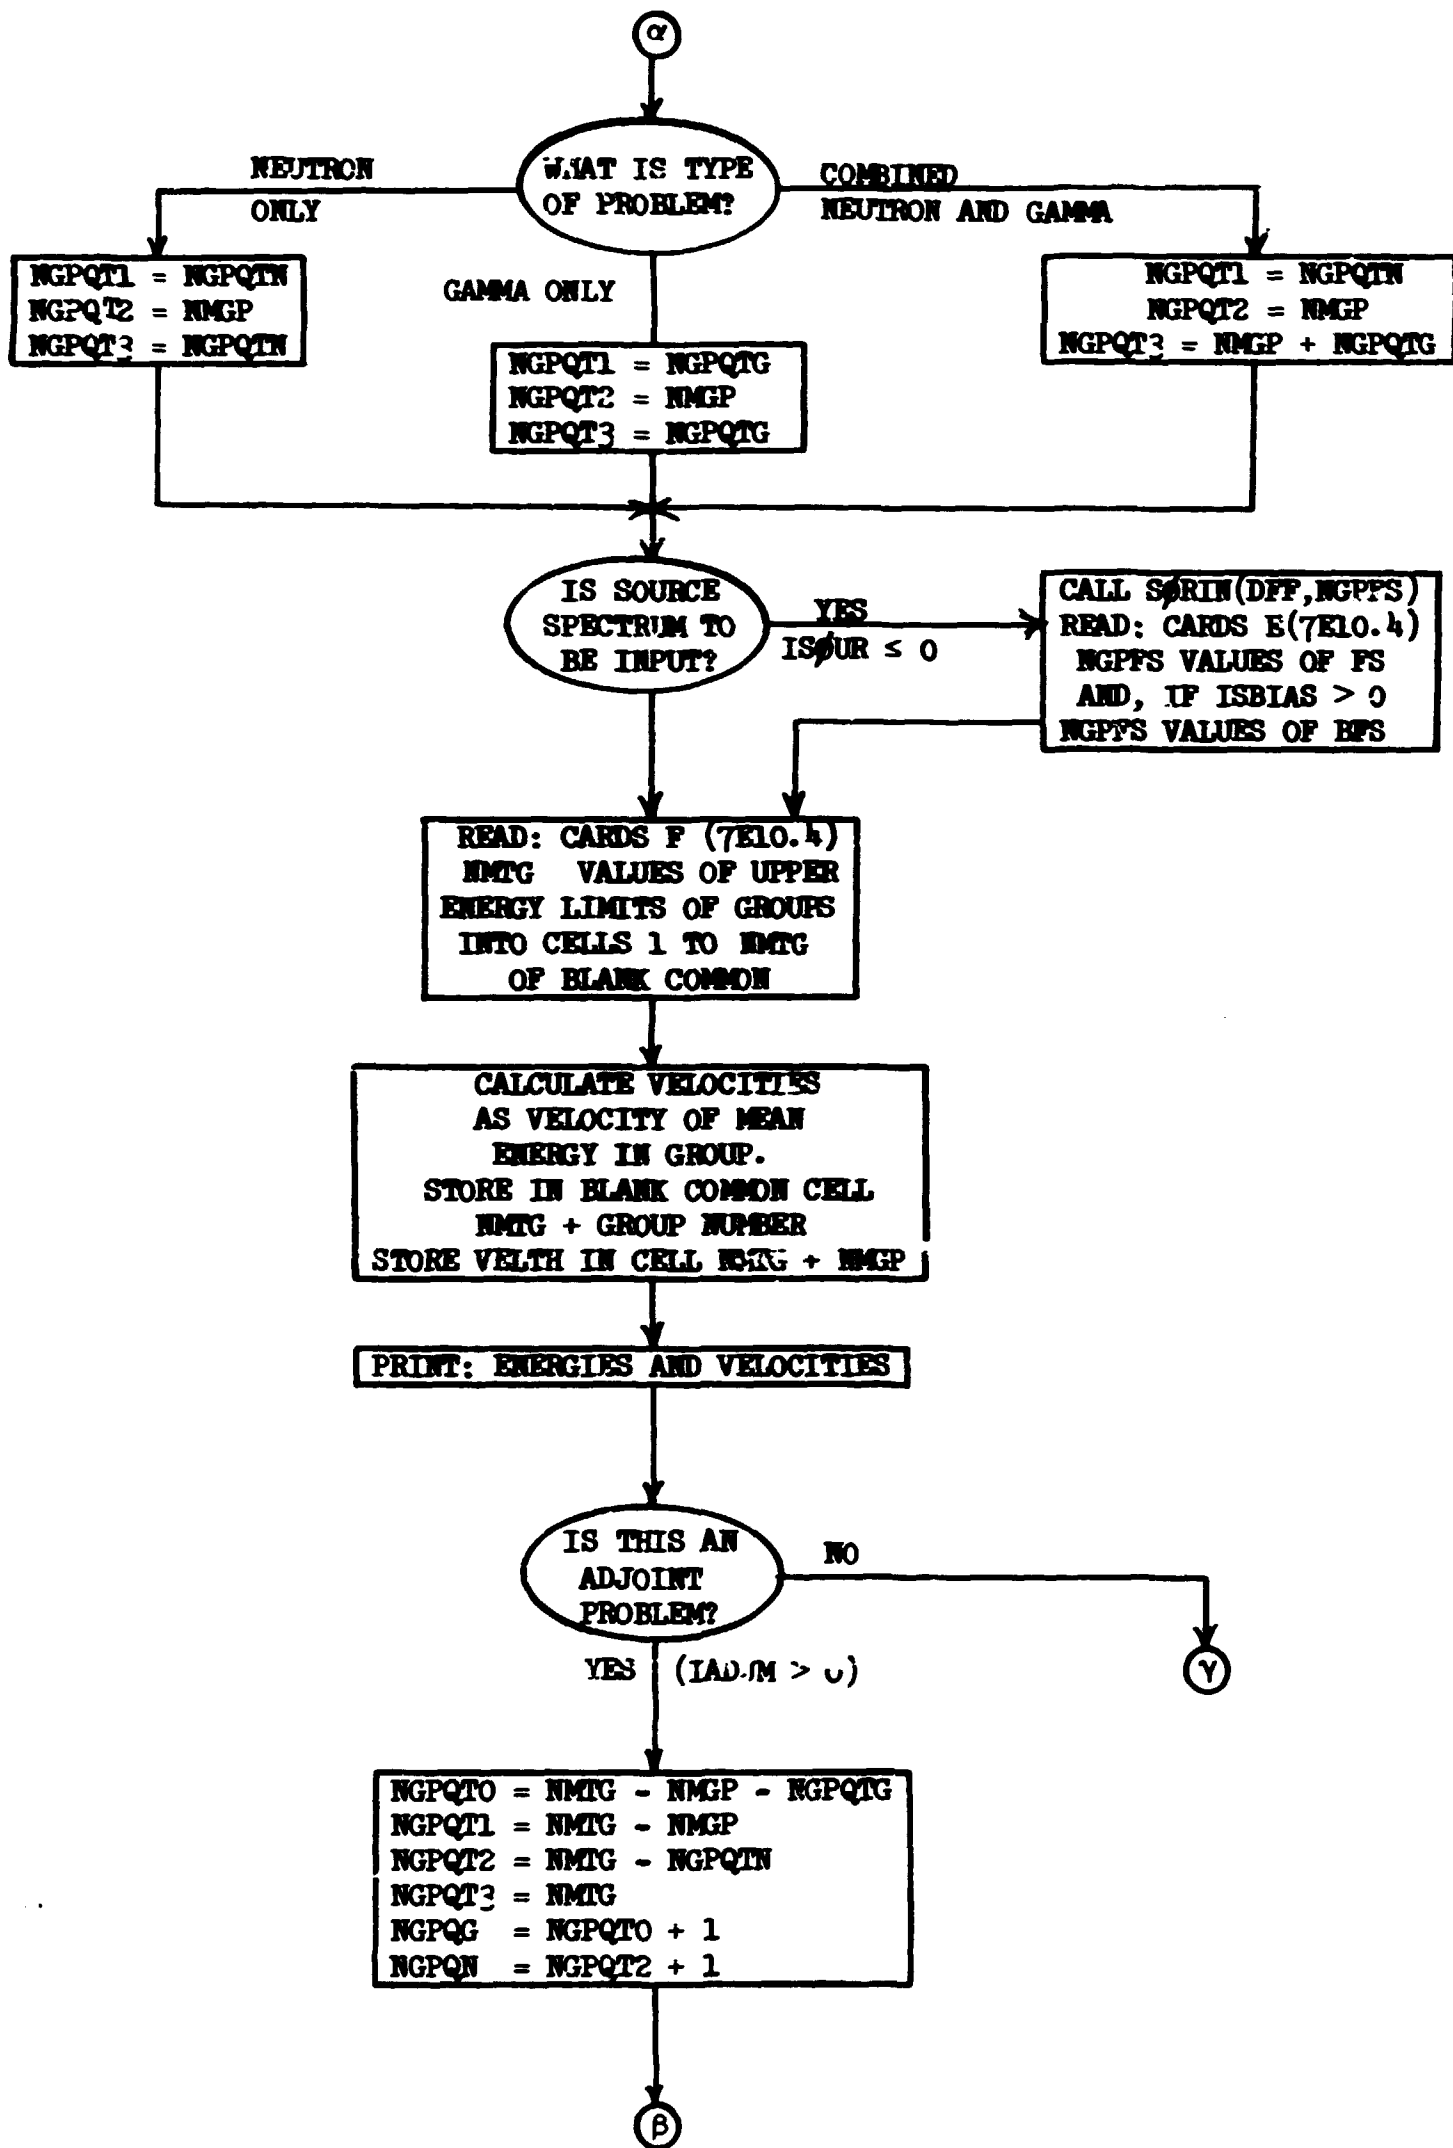 α
WHAT IS TYPE
OF PROBLEM?
NEUTRON
ONLY
COMBINED
NEUTRON AND GAMMA
GAMMA ONLY
NGPQT1 = NGPQTN
NGPQT2 = NMGP
NGPQT3 = NGPQTN
NGPQT1 = NGPQTG
NGPQT2 = NMGP
NGPQT3 = NGPQTG
NGPQT1 = NGPQTN
NGPQT2 = NMGP
NGPQT3 = NMGP + NGPQTG
IS SOURCE
SPECTRUM TO
BE INPUT?
YES
ISØUR ≤ 0
CALL SØRIN(DFF,NGPFS)
READ: CARDS E(7E10.4)
NGPFS VALUES OF FS
AND, IF ISBIAS > 0
NGPFS VALUES OF BFS
READ: CARDS F (7E10.4)
NMTG VALUES OF UPPER
ENERGY LIMITS OF GROUPS
INTO CELLS 1 TO NMTG
OF BLANK COMMON
CALCULATE VELOCITIES
AS VELOCITY OF MEAN
ENERGY IN GROUP.
STORE IN BLANK COMMON CELL
NMTG + GROUP NUMBER
STORE VELTH IN CELL NMTG + NMGP
PRINT: ENERGIES AND VELOCITIES
IS THIS AN
ADJOINT
PROBLEM?
NO
YES (IADJM > 0)
γ
NGPQT0 = NMTG - NMGP - NGPQTG
NGPQT1 = NMTG - NMGP
NGPQT2 = NMTG - NGPQTN
NGPQT3 = NMTG
NGPQG = NGPQT0 + 1
NGPQN = NGPQT2 + 1
β